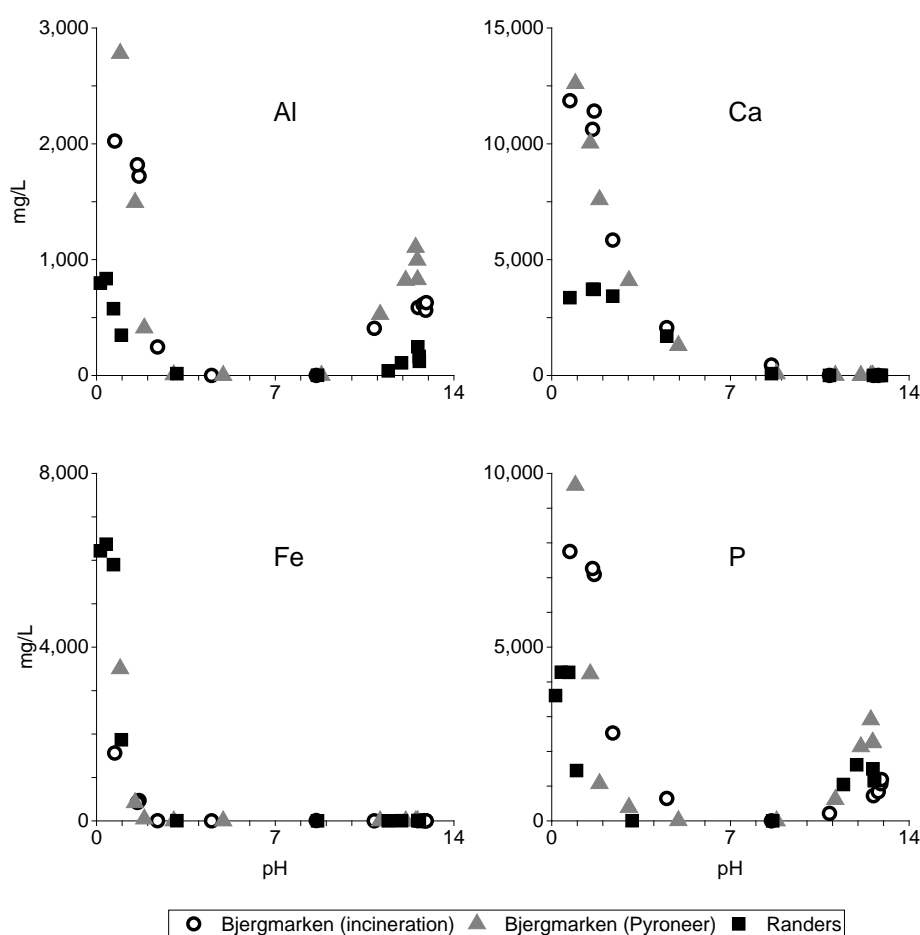 3,000
Al
2,000
mg/L
1,000
0
0 7 14
15,000
Ca
10,000
5,000
0
0 7 14
8,000
Fe
4,000
mg/L
0
0 7 14
pH
10,000
P
5,000
0
0 7 14
pH
Bjergmarken (incineration) Bjergmarken (Pyroneer) Randers